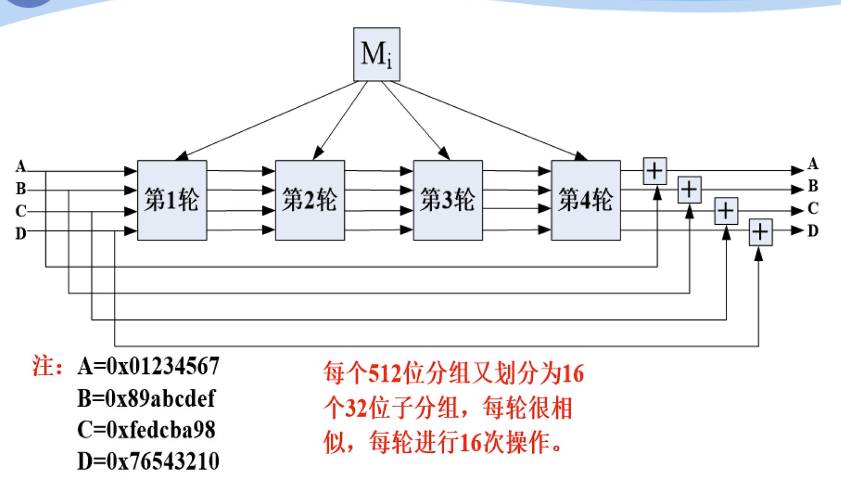 Mi
A
B
C
D
第1轮
第2轮
第3轮
第4轮
+
+
+
+
A
B
C
D
注：A=0x01234567
B=0x89abcdef
C=0xfedcba98
D=0x76543210
每个512位分组又划分为16
个32位子分组，每轮很相
似，每轮进行16次操作。